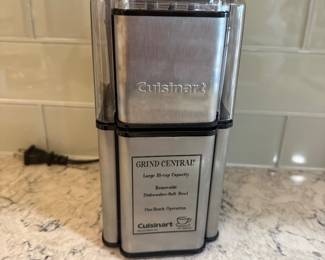 Cuisinart
GRIND CENTRAL®
Large 18-cup Capacity
Removable
Dishwasher-Safe Bowl
One-Touch Operation
Cuisinart